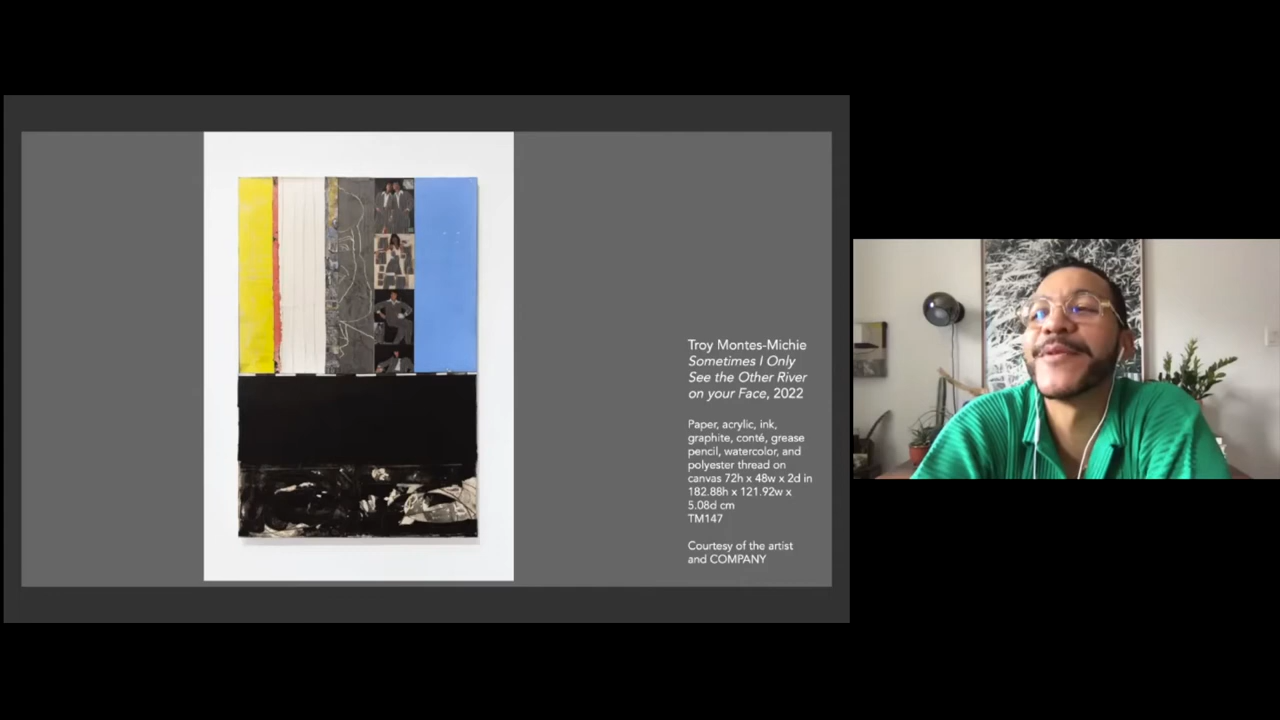 Troy Montes-Michie
Sometimes I Only
See the Other River
on your Face, 2022
Paper, acrylic, ink,
graphite, conté, grease
pencil, watercolor, and
polyester thread on
canvas 72h x 48w x 2d in
182.88h x 121.92w x
5.08d cm
TM147
Courtesy of the artist
and COMPANY